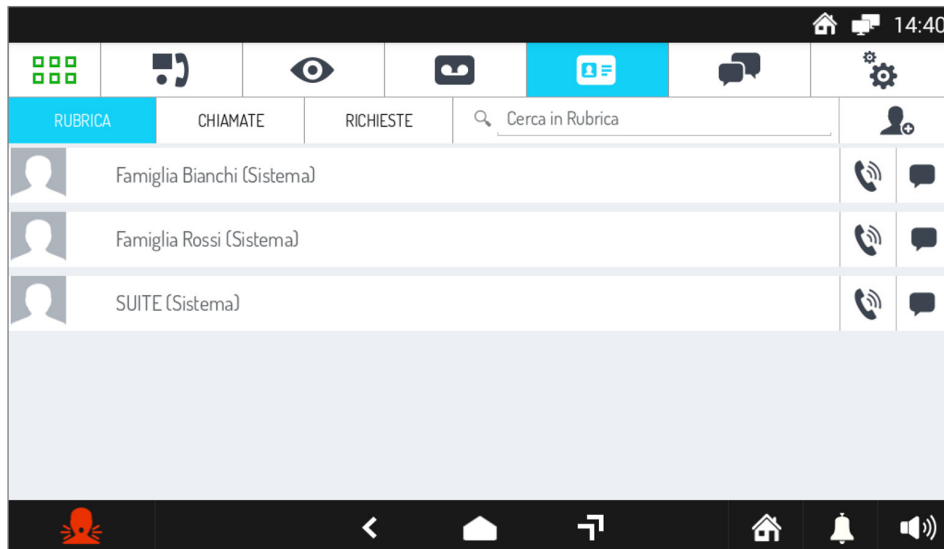 14:40
RUBRICA CHIAMATE RICHIESTE Cerca in Rubrica
Famiglia Bianchi (Sistema)
Famiglia Rossi (Sistema)
SUITE (Sistema)